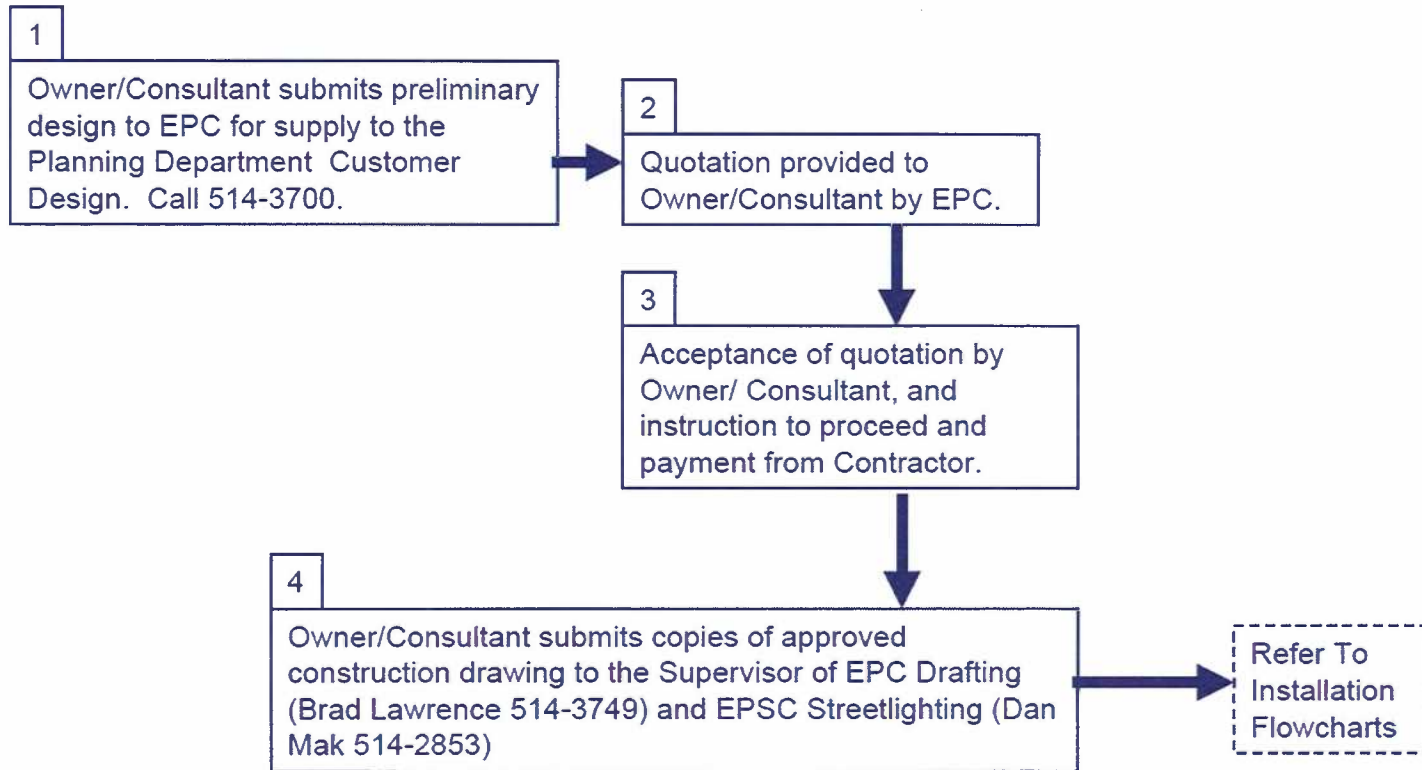 1
Owner/Consultant submits preliminary
design to EPC for supply to the
Planning Department Customer
Design. Call 514-3700.
2
Quotation provided to
Owner/Consultant by EPC.
3
Acceptance of quotation by
Owner/ Consultant, and
instruction to proceed and
payment from Contractor.
4
Owner/Consultant submits copies of approved
construction drawing to the Supervisor of EPC Drafting
(Brad Lawrence 514-3749) and EPSC Streetlighting (Dan
Mak 514-2853)
Refer To
Installation
Flowcharts